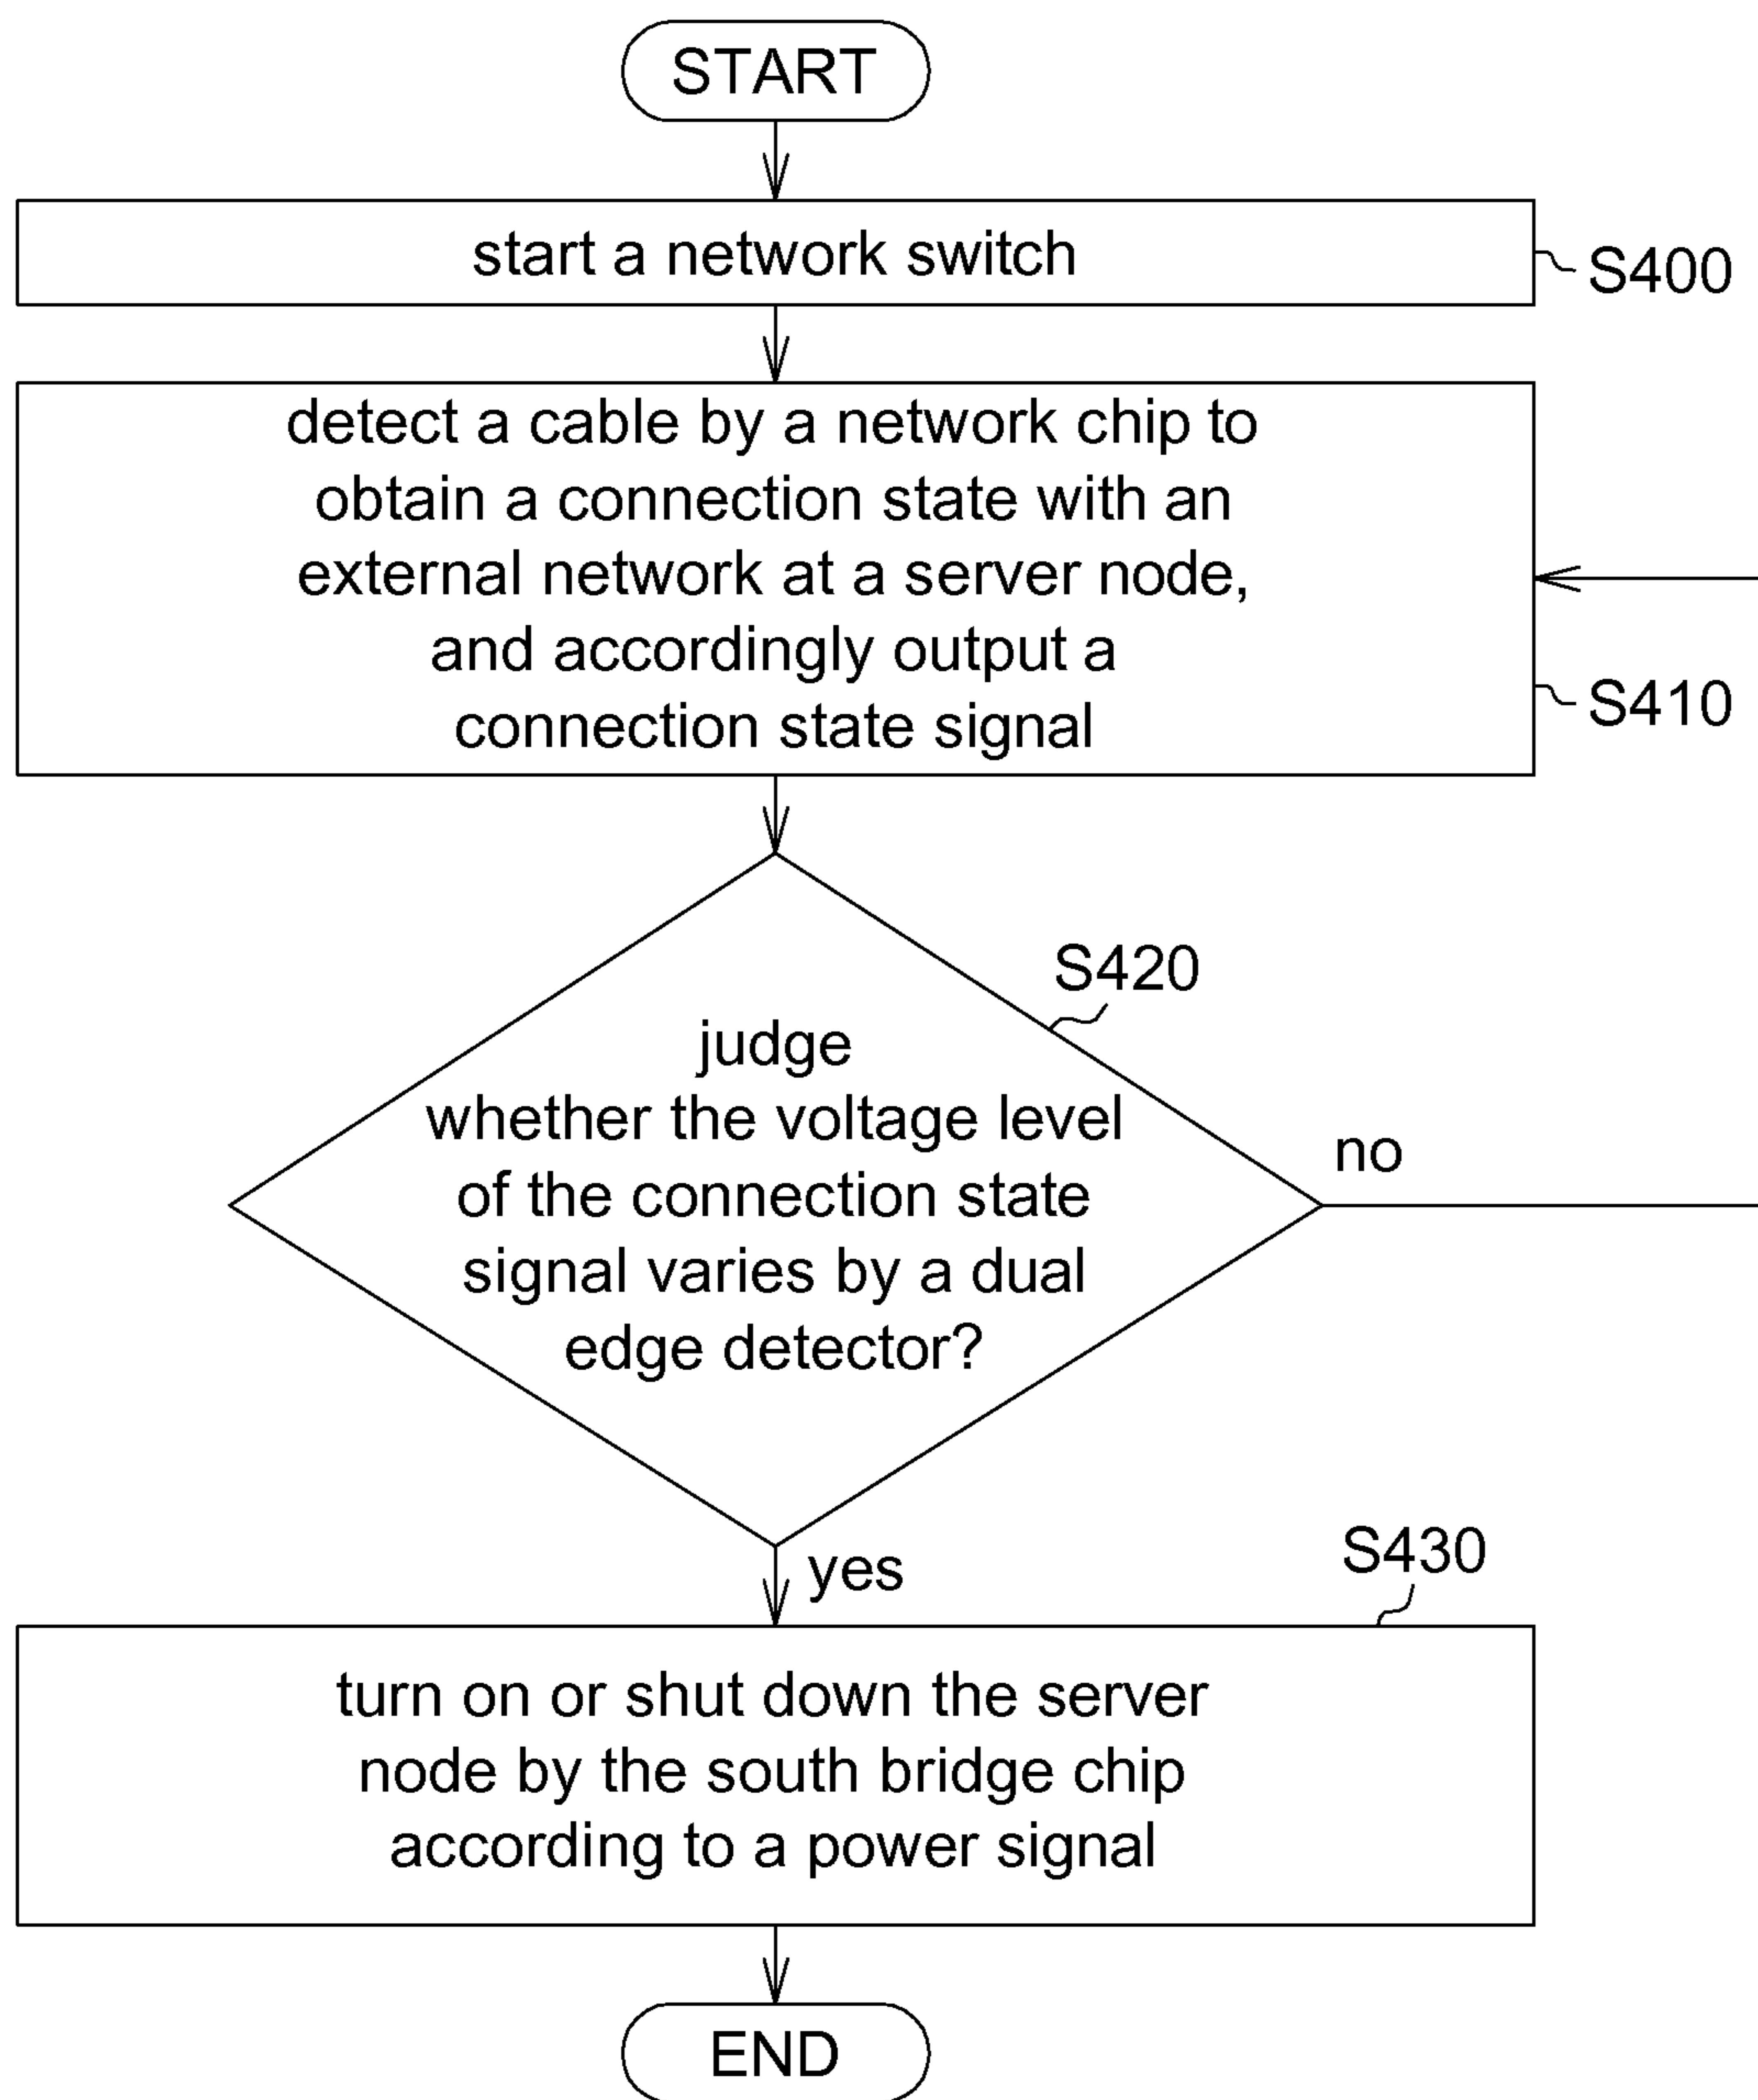 START
start a network switch
S400
detect a cable by a network chip to
obtain a connection state with an
external network at a server node,
and accordingly output a
connection state signal
S410
S420
judge
whether the voltage level
of the connection state
signal varies by a dual
edge detector?
no
yes
S430
turn on or shut down the server
node by the south bridge chip
according to a power signal
END